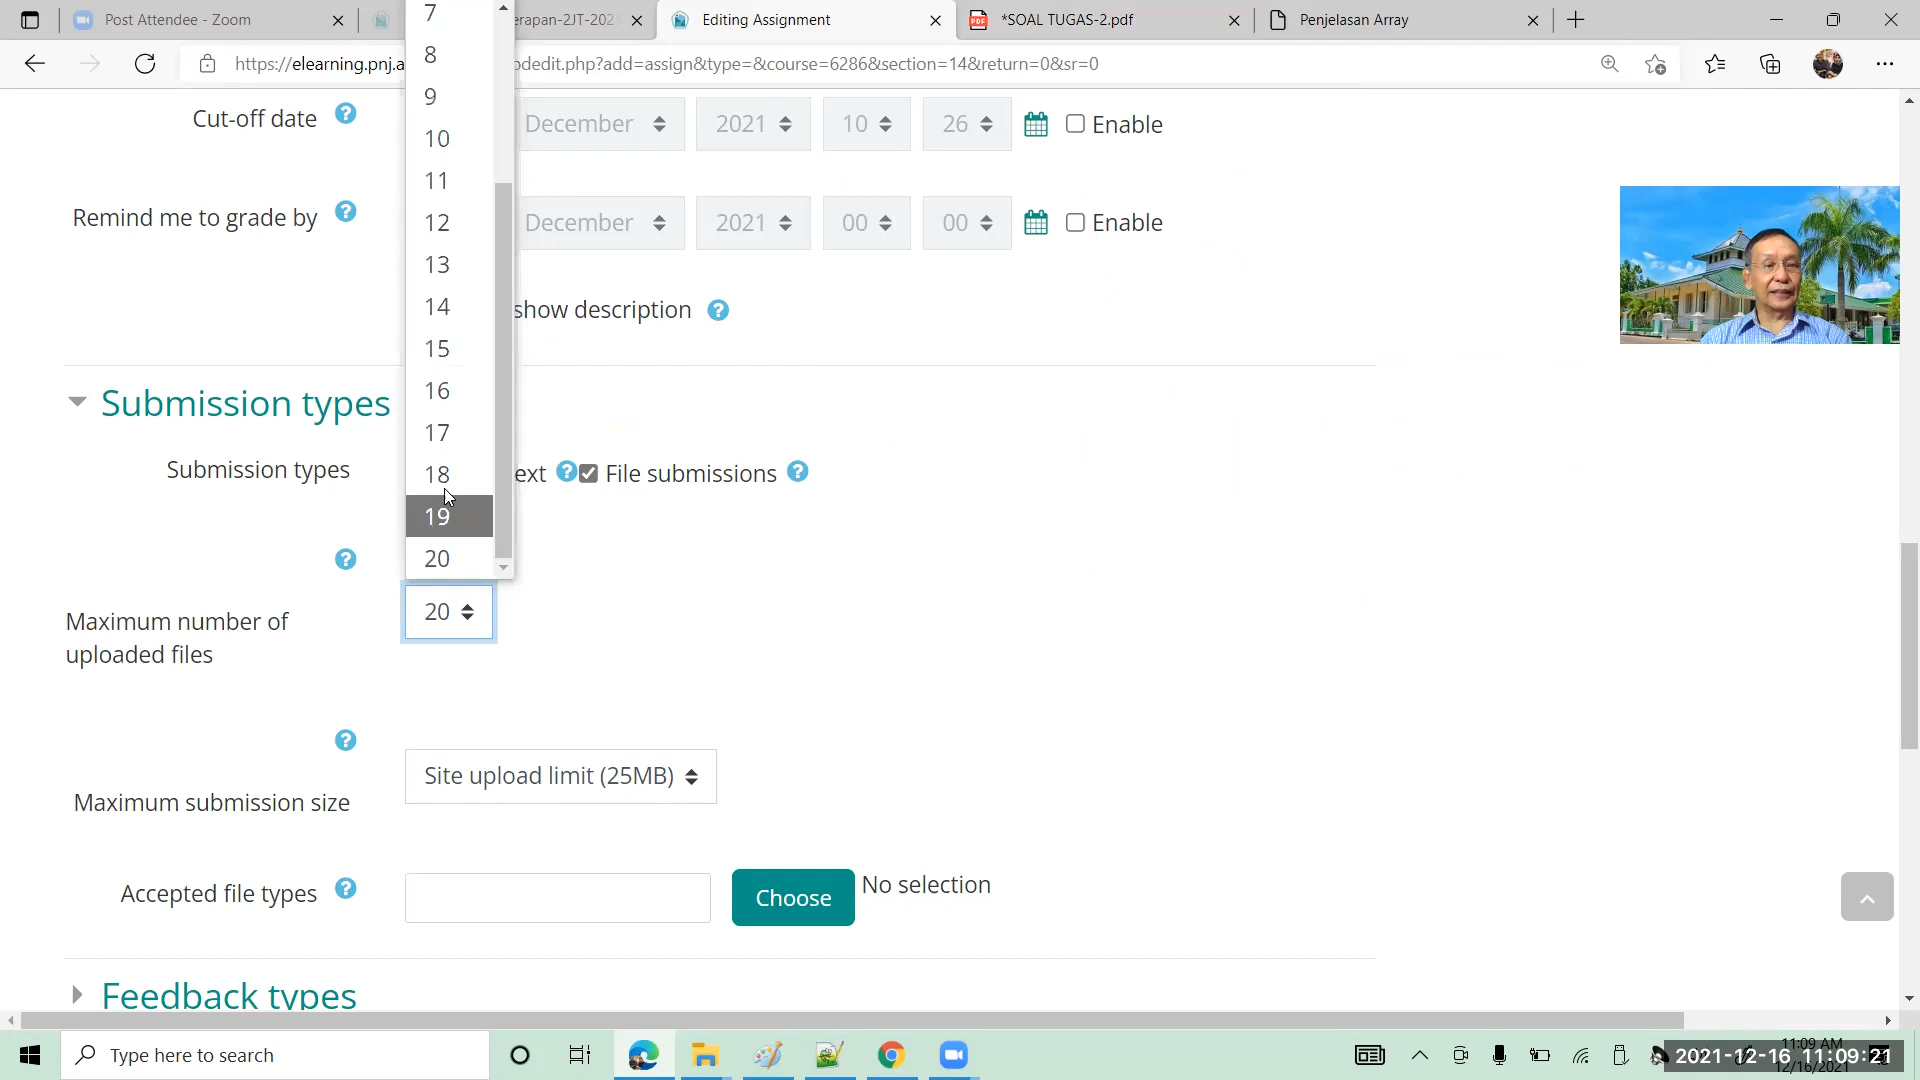 Post Attendee - Zoom
erapan-2JT-202
Editing Assignment
*SOAL TUGAS-2.pdf
Penjelasan Array
https://elearning.pnj.a
odedit.php?add=assign&type=&course=6286&section=14&return=0&sr=0
Cut-off date
December
2021
10
26
Enable
Remind me to grade by
December
2021
00
00
Enable
show description
7
8
9
10
11
12
13
14
15
16
17
18
19
20
Submission types
Submission types
ext
File submissions
Maximum number of
uploaded files
20
Maximum submission size
Site upload limit (25MB)
Accepted file types
Choose
No selection
Feedback types
Type here to search
11:09 AM
12/16/2021
2021-12-16 11:09:21